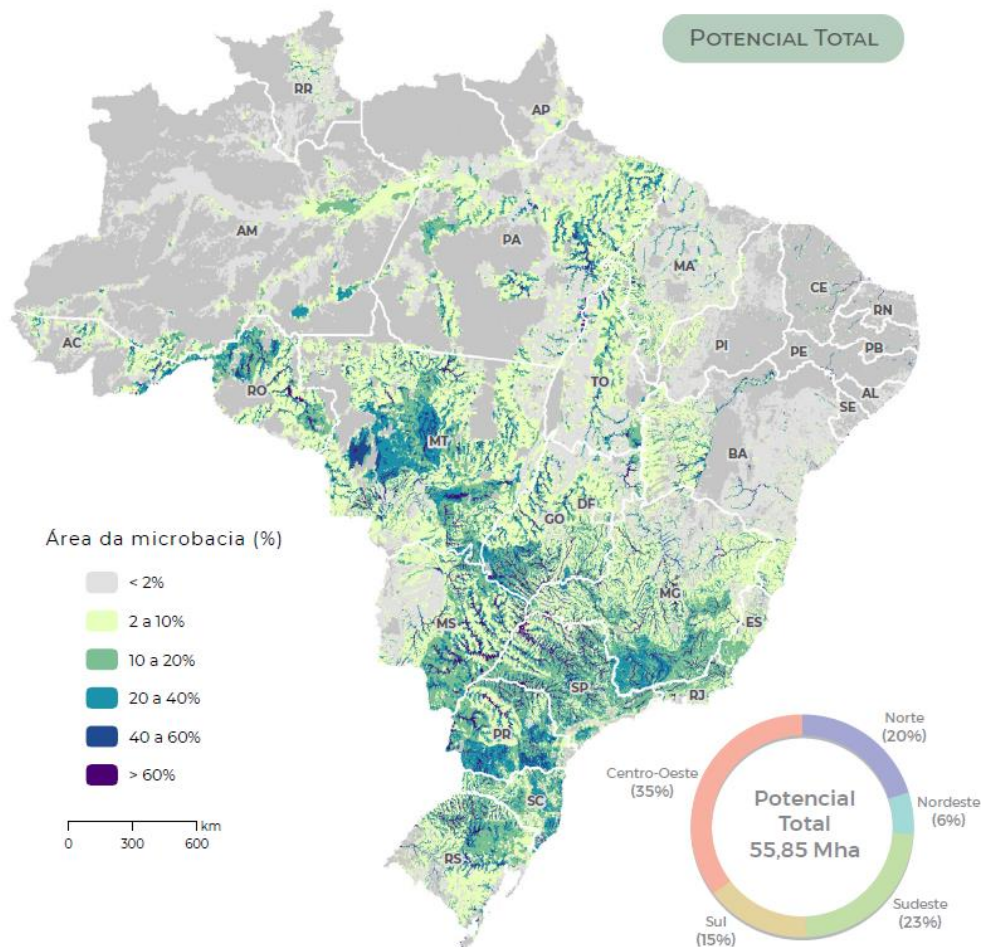 POTENCIAL TOTAL
RR
AP
AM
PA
MA
CE
RN
PB
PE
PI
AL
SE
AC
RO
TO
BA
MT
DF
GO
MG
ES
MS
SP
RJ
PR
SC
RS
Área da microbacia (%)
< 2%
2 a 10%
10 a 20%
20 a 40%
40 a 60%
> 60%
km
0 300 600
Norte
(20%)
Centro-Oeste
(35%)
Nordeste
(6%)
Potencial
Total
55,85 Mha
Sudeste
(23%)
Sul
(15%)